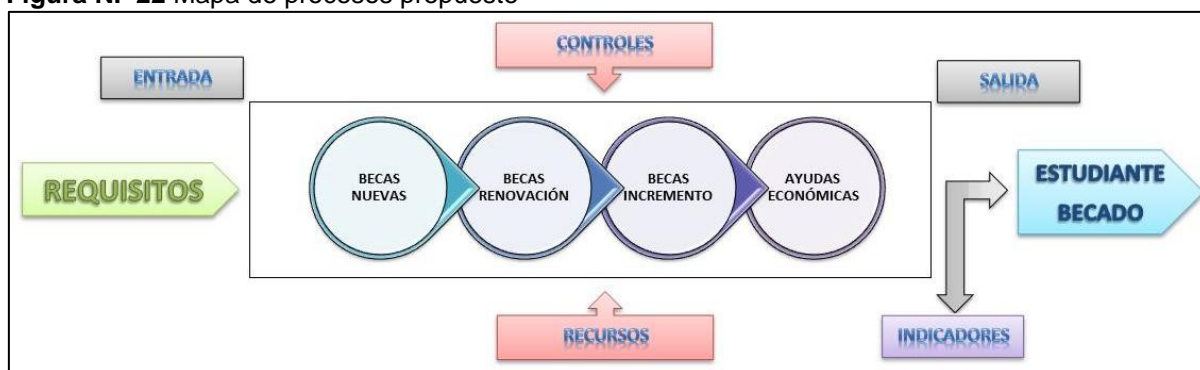 Figura N.º 22 Mapa de procesos propuesto
CONTROLES
ENTRADA
SALIDA
REQUISITOS
BECAS
NUEVAS
BECAS
RENOVACIÓN
BECAS
INCREMENTO
AYUDAS
ECONÓMICAS
ESTUDIANTE
BECADO
RECURSOS
INDICADORES